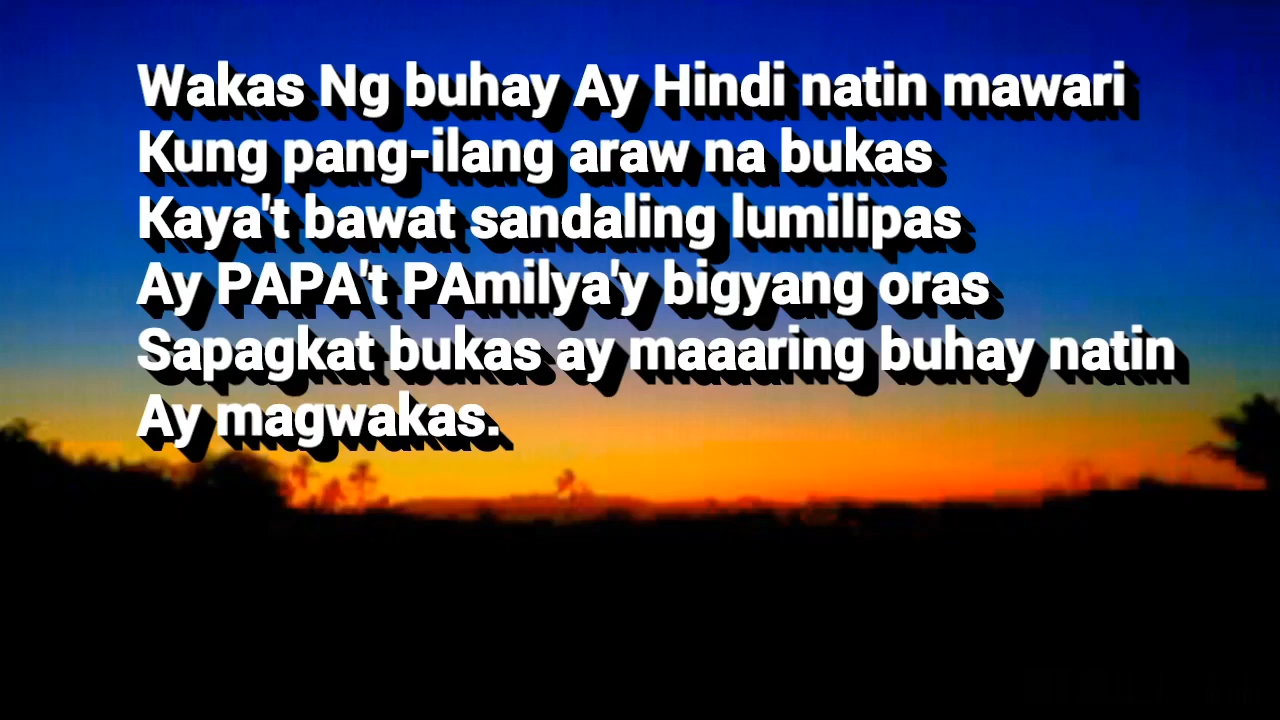 Wakas Ng buhay Ay Hindi natin mawari
Kung pang-ilang araw na bukas
Kaya't bawat sandaling lumilipas
Ay PAPA't PAmilya'y bigyang oras
Sapagkat bukas ay maaaring buhay natin
Ay magwakas.